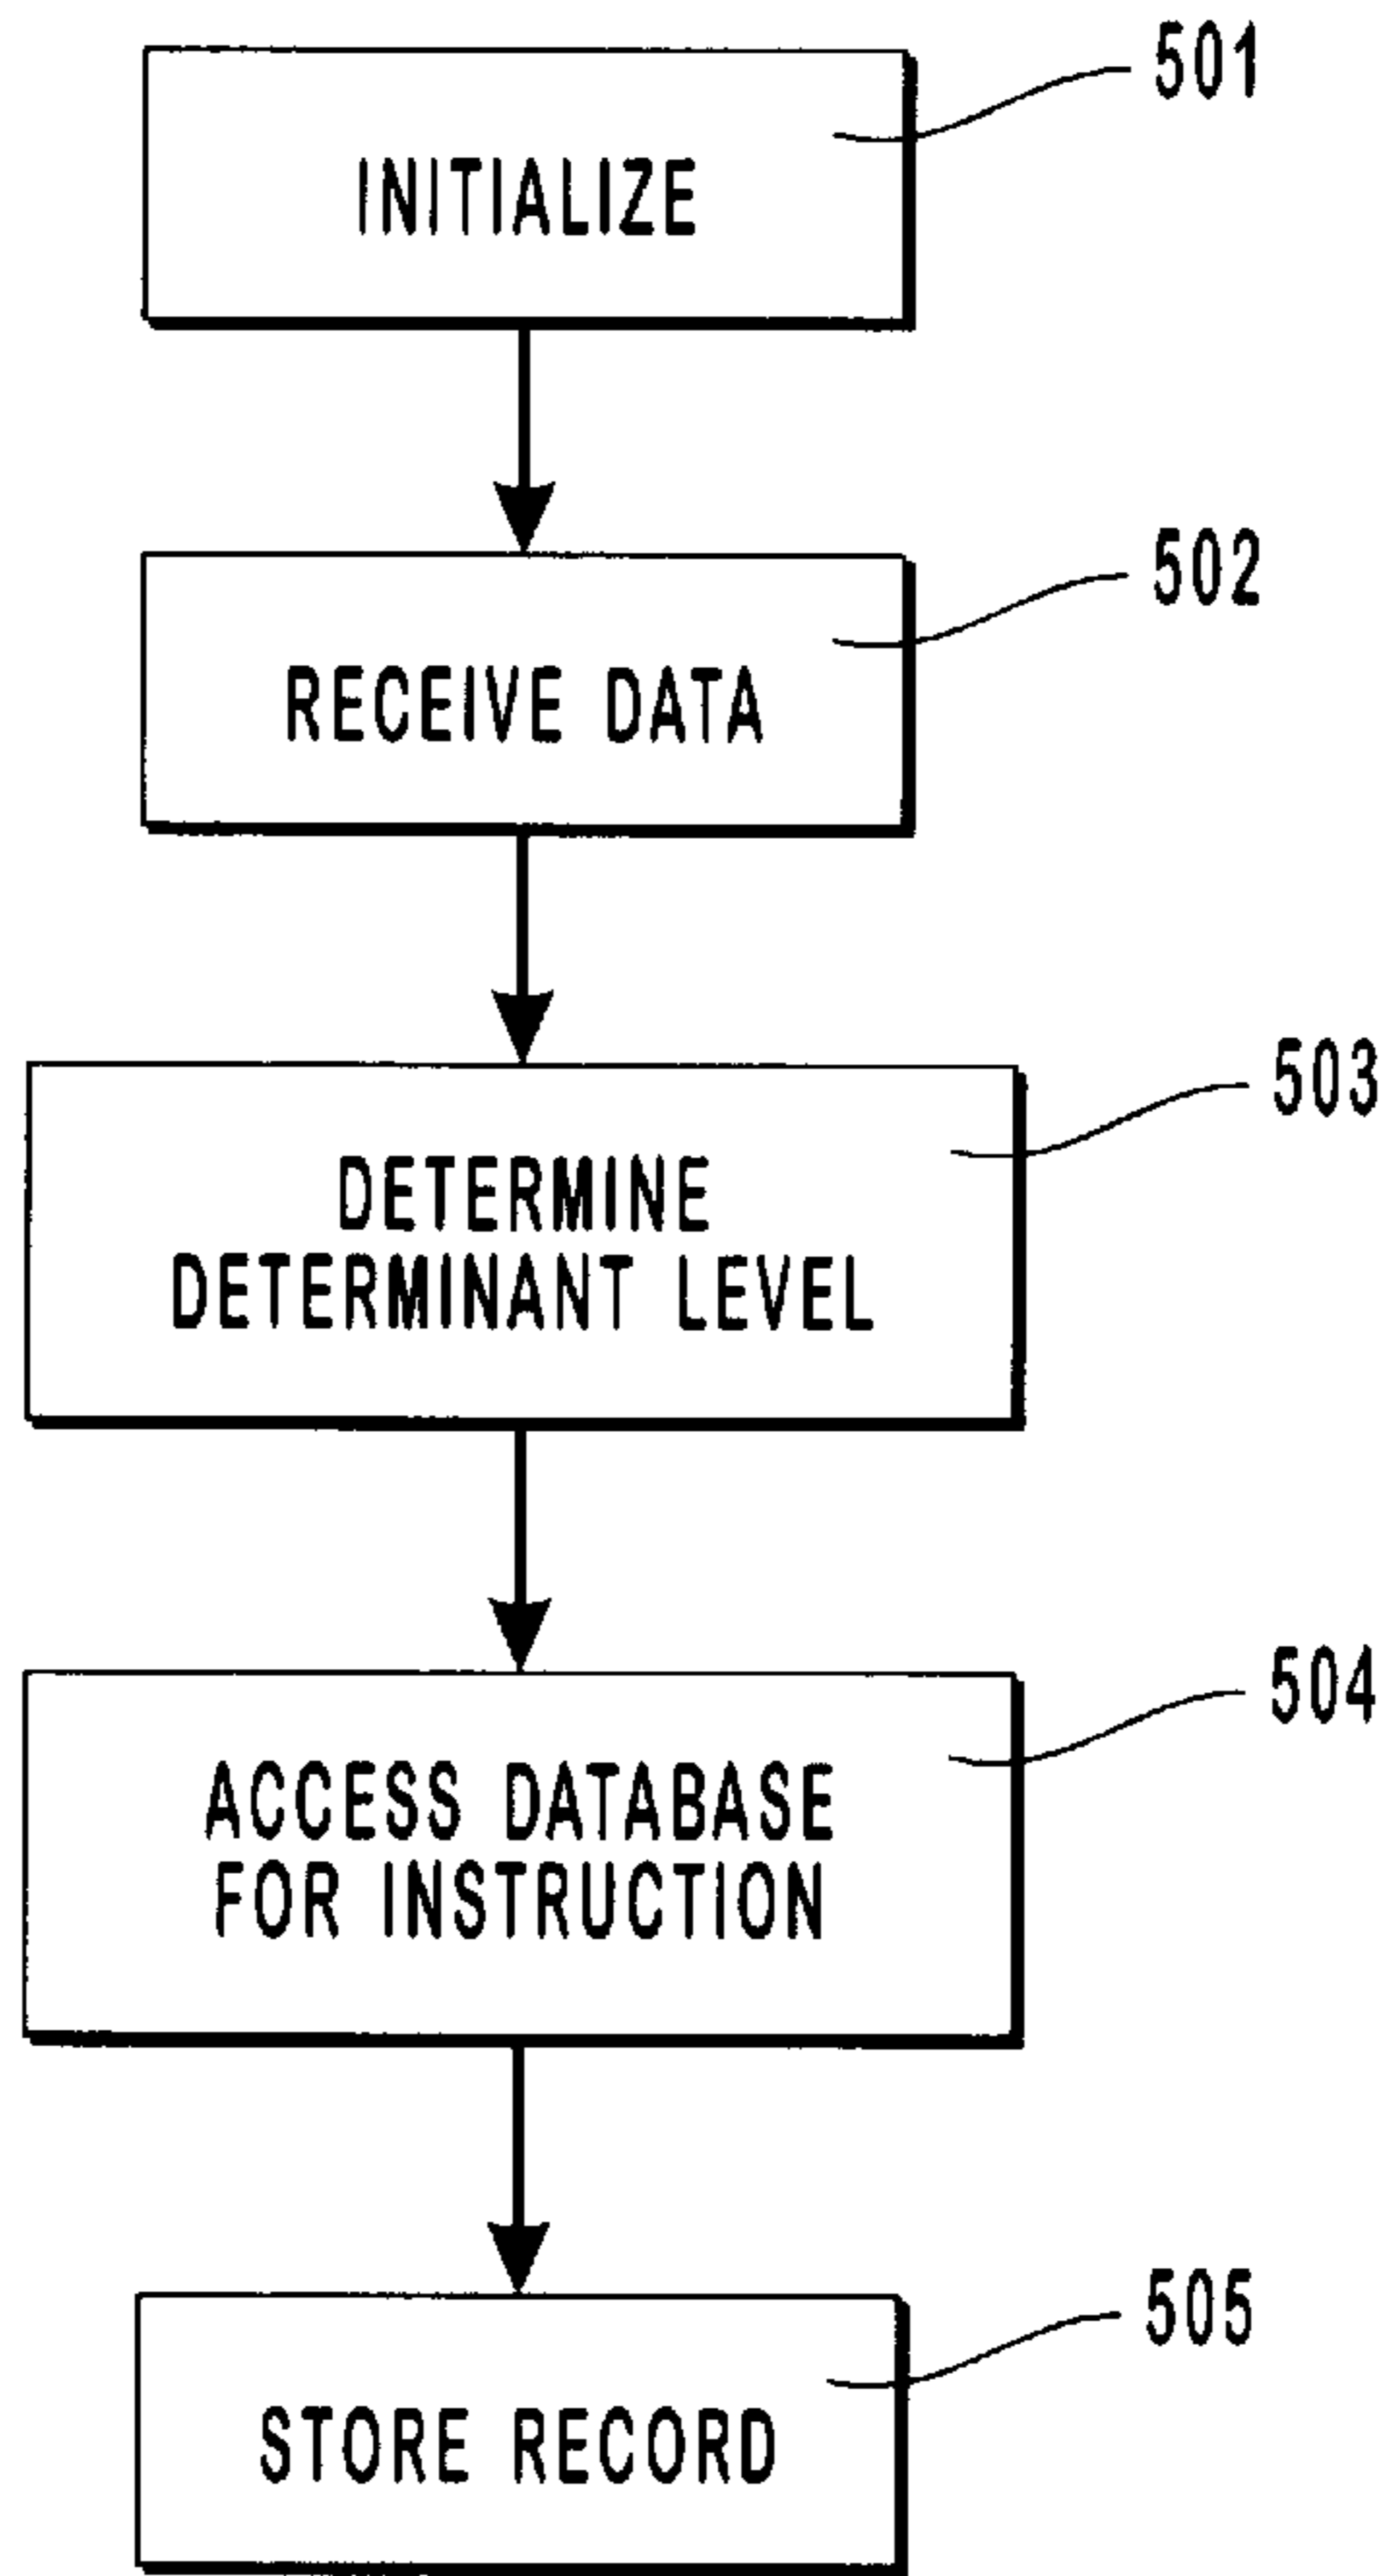 501
INITIALIZE
502
RECEIVE DATA
503
DETERMINE
DETERMINANT LEVEL
504
ACCESS DATABASE
FOR INSTRUCTION
505
STORE RECORD